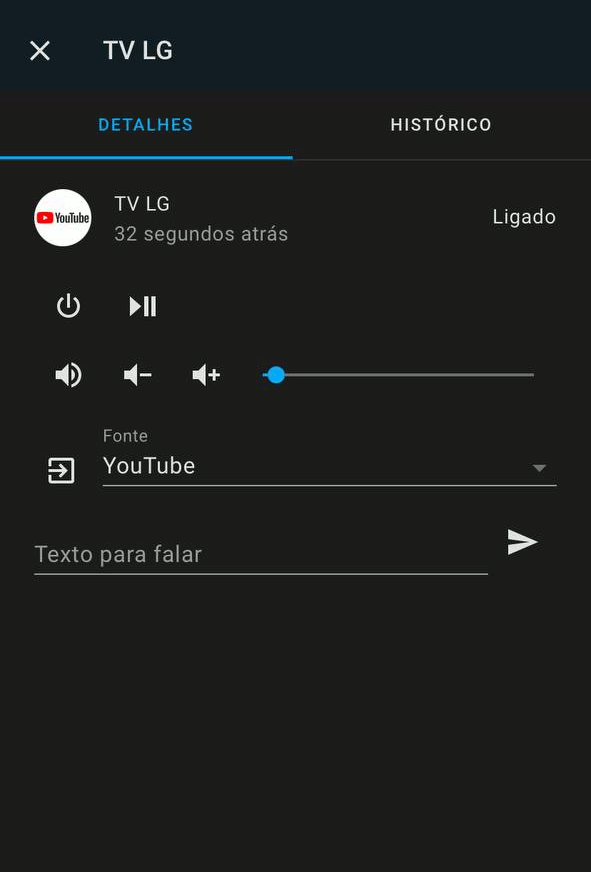 TV LG
DETALHES
HISTÓRICO
YouTube
TV LG
32 segundos atrás
Ligado
Fonte
YouTube
Texto para falar